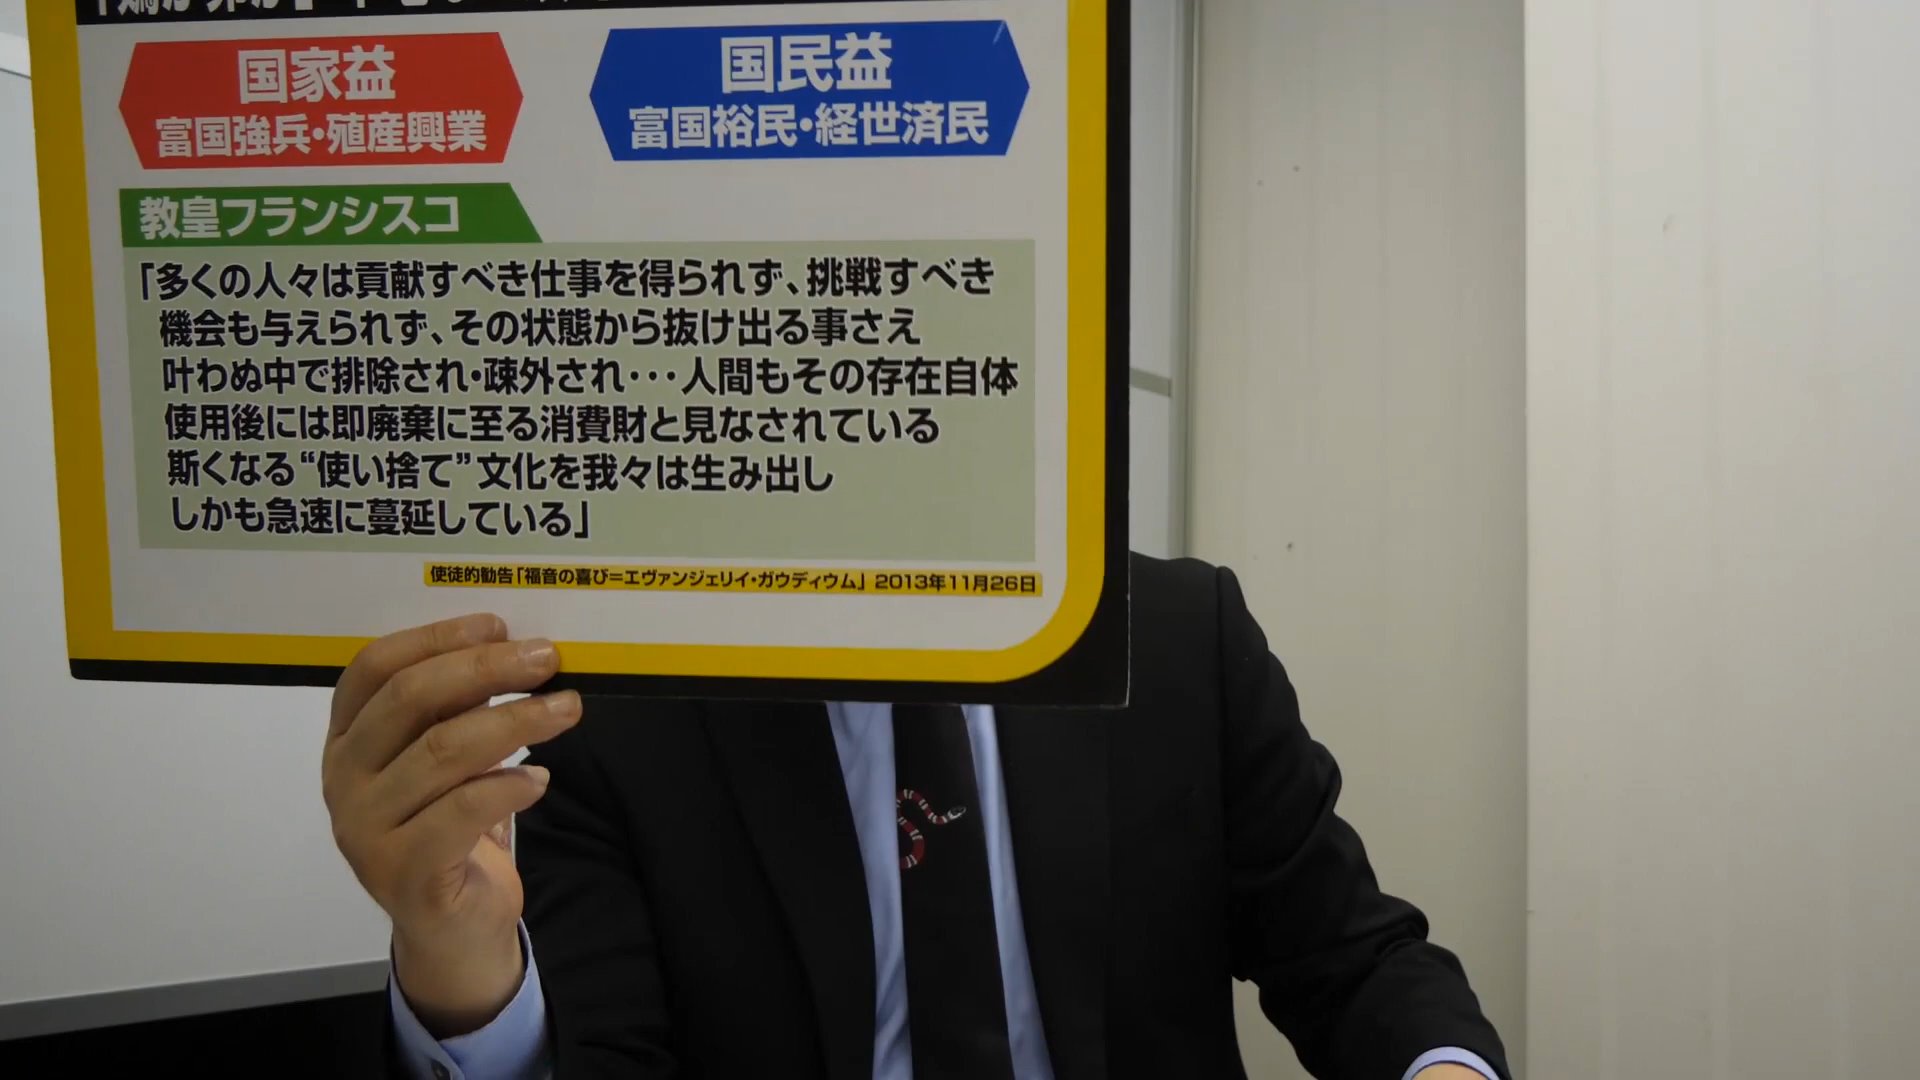 国家益
富国強兵・殖産興業
国民益
富国裕民・経世済民
教皇フランシスコ
「多くの人々は貢献すべき仕事を得られず、挑戦すべき
機会も与えられず、その状態から抜け出る事さえ
叶わぬ中で排除され・疎外され・・・人間もその存在自体
使用後には即廃棄に至る消費財と見なされている
斯くなる“使い捨て”文化を我々は生み出し
しかも急速に蔓延している」
使徒的勧告「福音の喜び=エヴァンジェリイ・ガウディウム」 2013年11月26日